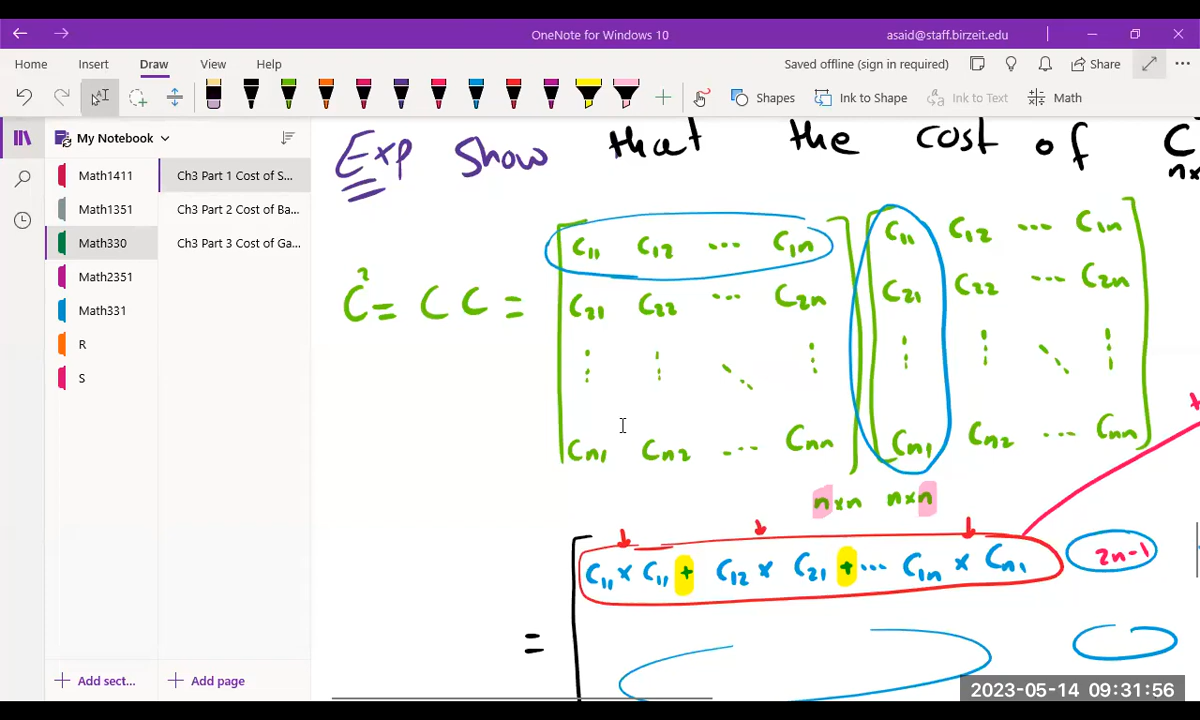 OneNote for Windows 10
asaid@staff.birzeit.edu
Home Insert Draw View Help
Saved offline (sign in required) Share
Shapes Ink to Shape Ink to Text Math
My Notebook
Math1411
Math1351
Math330
Math2351
Math331
R
S
Ch3 Part 1 Cost of S...
Ch3 Part 2 Cost of Ba...
Ch3 Part 3 Cost of Ga...
Add sect...
Add page
Exp Show that the cost of C
n×
C² = C C =
C11 C12 ... C1n C11 C12 ... C1n
C21 C22 ... C2n C21 C22 ... C2n
⋮ ⋮ ⋱ ⋮ ⋮ ⋮ ⋱ ⋮
Cn1 Cn2 ... Cnn Cn1 Cn2 ... Cnn
n×n n×n
C11 × C11 + C12 × C21 + ... C1n × Cn1 2n-1
=
2023-05-14 09:31:56